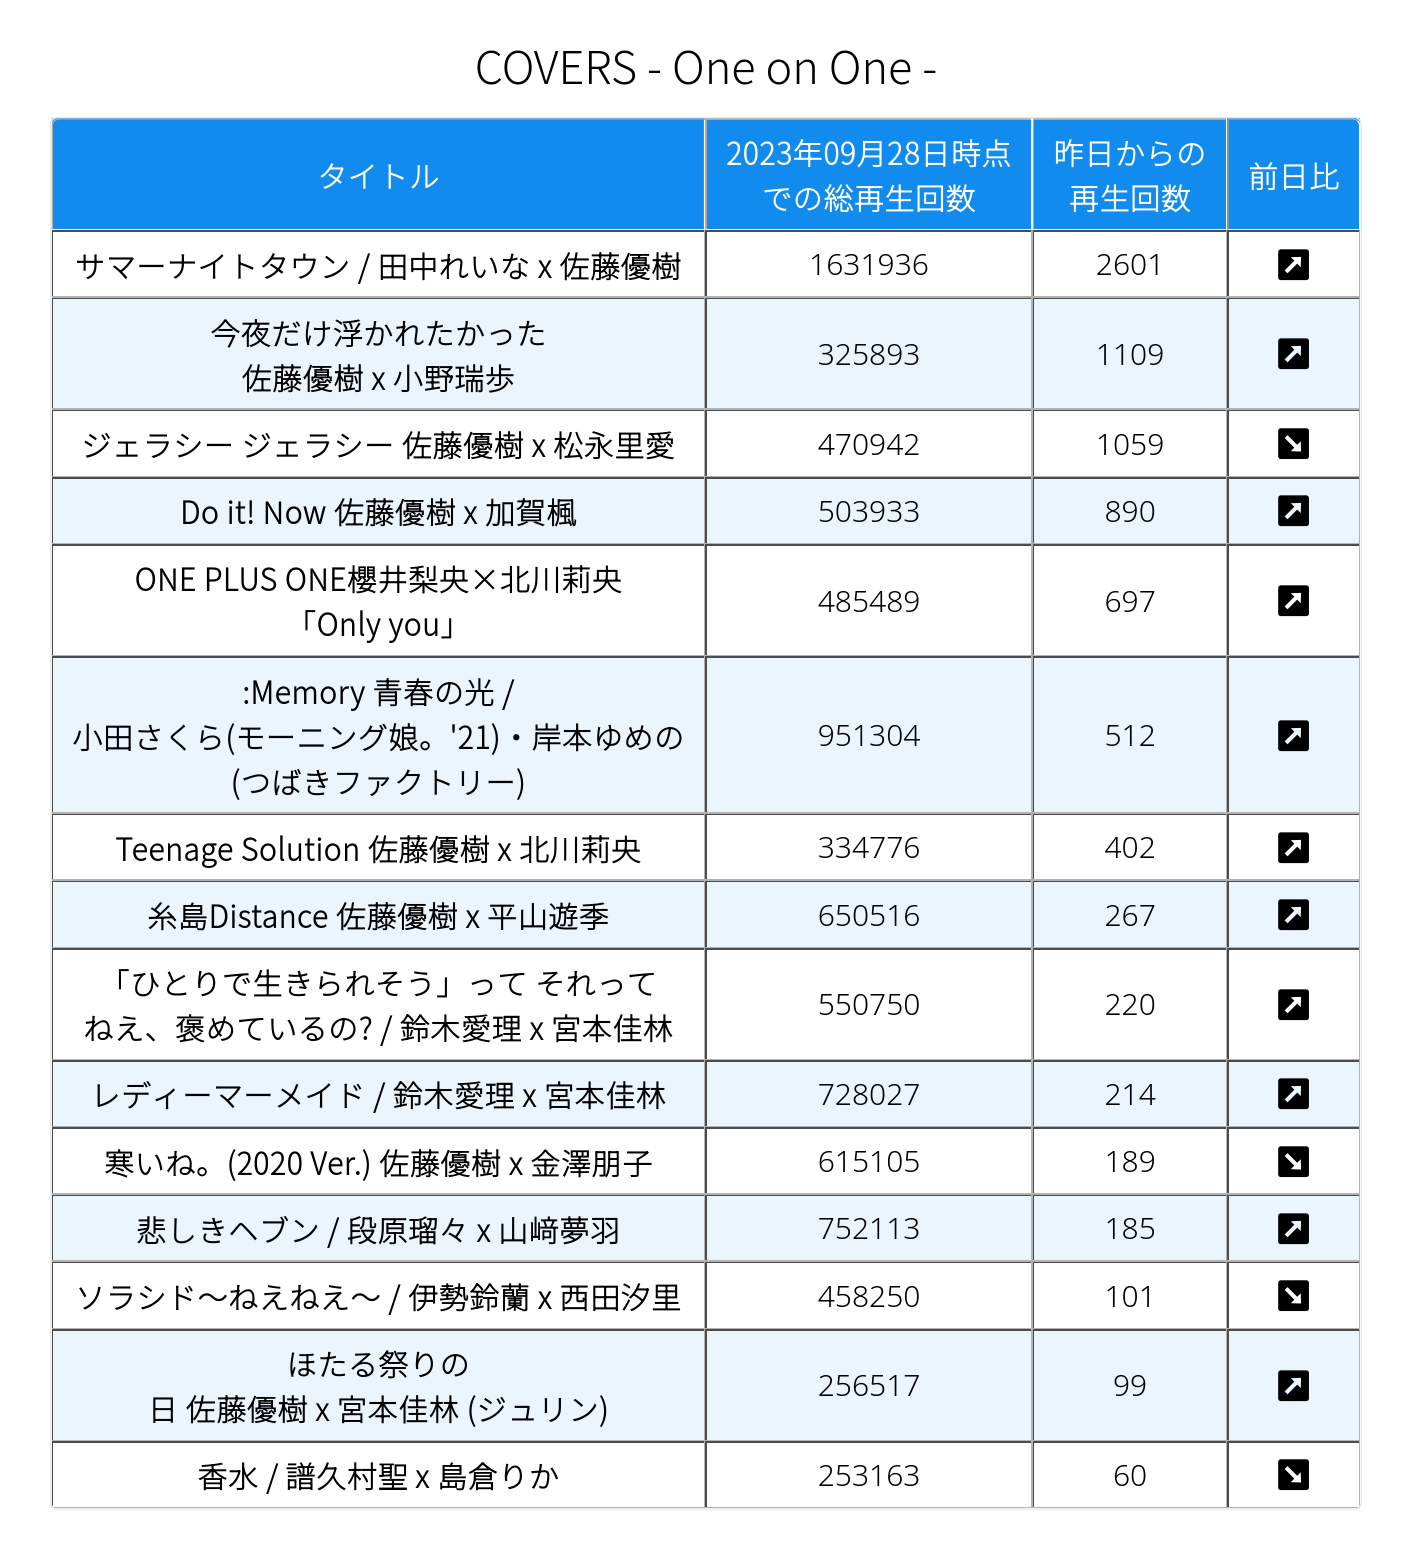 COVERS - One on One -
タイトル
2023年09月28日時点
での総再生回数
昨日からの
再生回数
前日比
サマーナイトタウン / 田中れいな x 佐藤優樹
1631936
2601
今夜だけ浮かれたかった
佐藤優樹 x 小野瑞歩
325893
1109
ジェラシー ジェラシー 佐藤優樹 x 松永里愛
470942
1059
Do it! Now 佐藤優樹 x 加賀楓
503933
890
ONE PLUS ONE櫻井梨央×北川莉央
「Only you」
485489
697
:Memory 青春の光 /
小田さくら(モーニング娘。'21)・岸本ゆめの
(つばきファクトリー)
951304
512
Teenage Solution 佐藤優樹 x 北川莉央
334776
402
糸島Distance 佐藤優樹 x 平山遊季
650516
267
「ひとりで生きられそう」って それって
ねえ、褒めているの? / 鈴木愛理 x 宮本佳林
550750
220
レディーマーメイド / 鈴木愛理 x 宮本佳林
728027
214
寒いね。(2020 Ver.) 佐藤優樹 x 金澤朋子
615105
189
悲しきヘブン / 段原瑠々 x 山﨑夢羽
752113
185
ソラシド〜ねえねえ〜 / 伊勢鈴蘭 x 西田汐里
458250
101
ほたる祭りの
日 佐藤優樹 x 宮本佳林 (ジュリン)
256517
99
香水 / 譜久村聖 x 島倉りか
253163
60